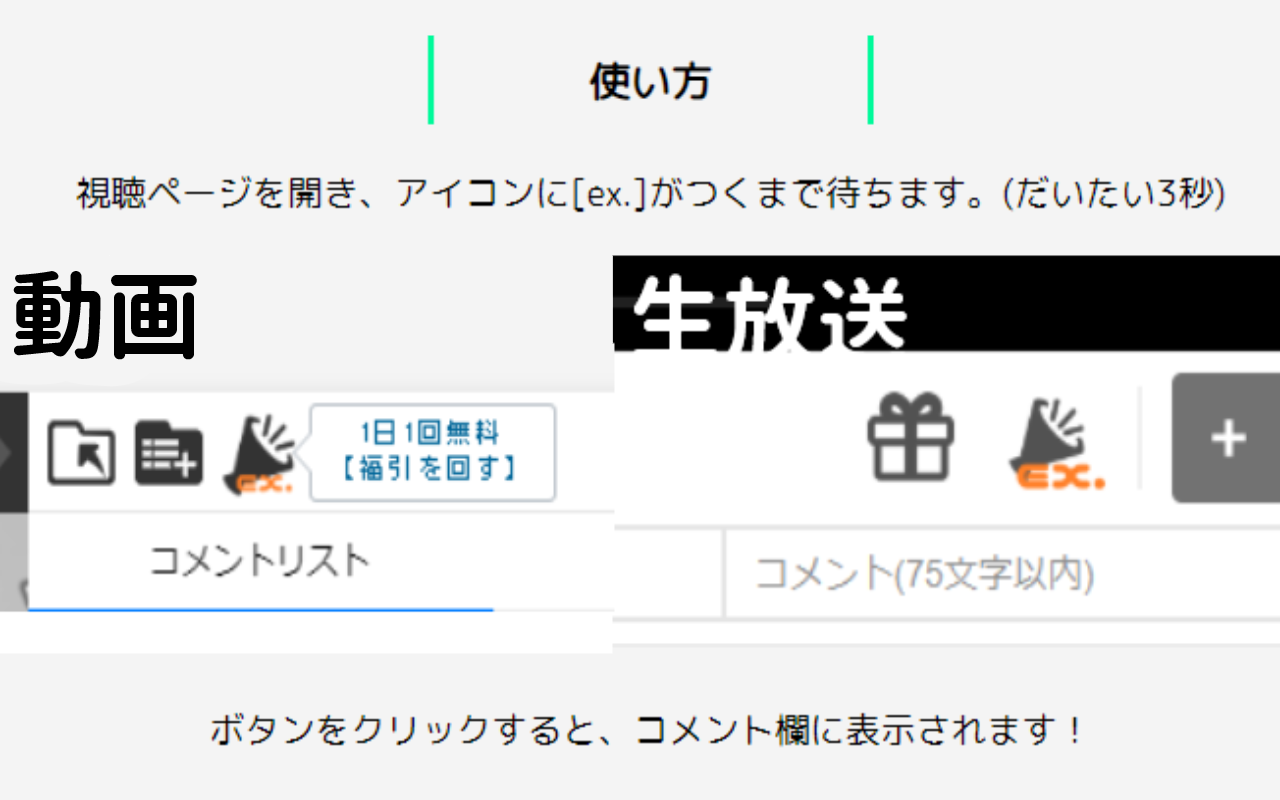 使い方
視聴ページを開き、アイコンに[ex.]がつくまで待ちます。(だいたい3秒)
動画
生放送
ex.
1日1回無料
【福引を回す】
ex.
コメントリスト
コメント(75文字以内)
ボタンをクリックすると、コメント欄に表示されます！